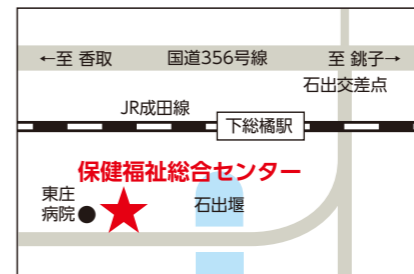 ←至 香取 国道356号線 至 銚子→
石出交差点
JR成田線
下総橘駅
保健福祉総合センター
東庄
病院
石出堰